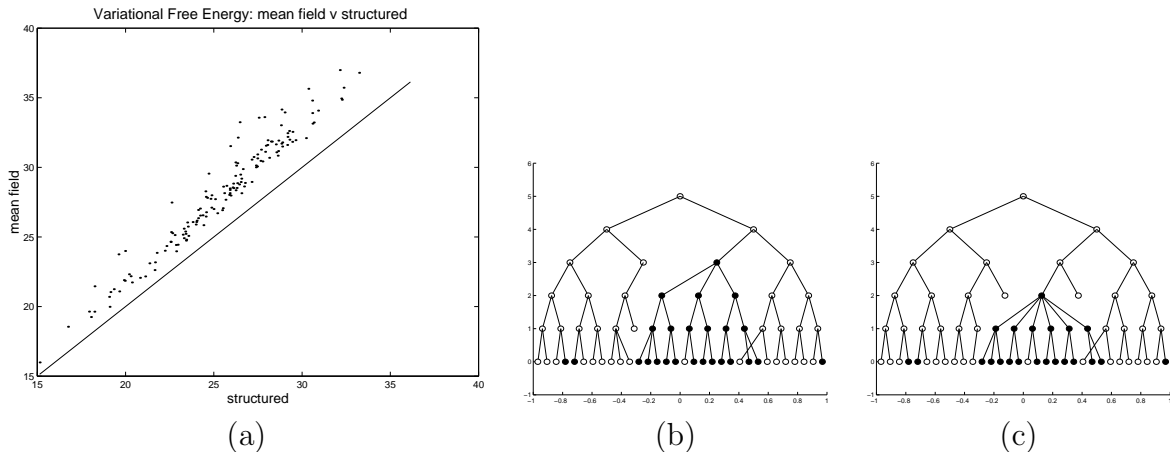 Variational Free Energy: mean field v structured
40
35
30
25
20
15
mean field
15 20 25 30 35 40
structured
(a)
6
5
4
3
2
1
0
−1
−1 −0.8 −0.6 −0.4 −0.2 0 0.2 0.4 0.6 0.8 1
(b)
6
5
4
3
2
1
0
−1
−1 −0.8 −0.6 −0.4 −0.2 0 0.2 0.4 0.6 0.8 1
(c)